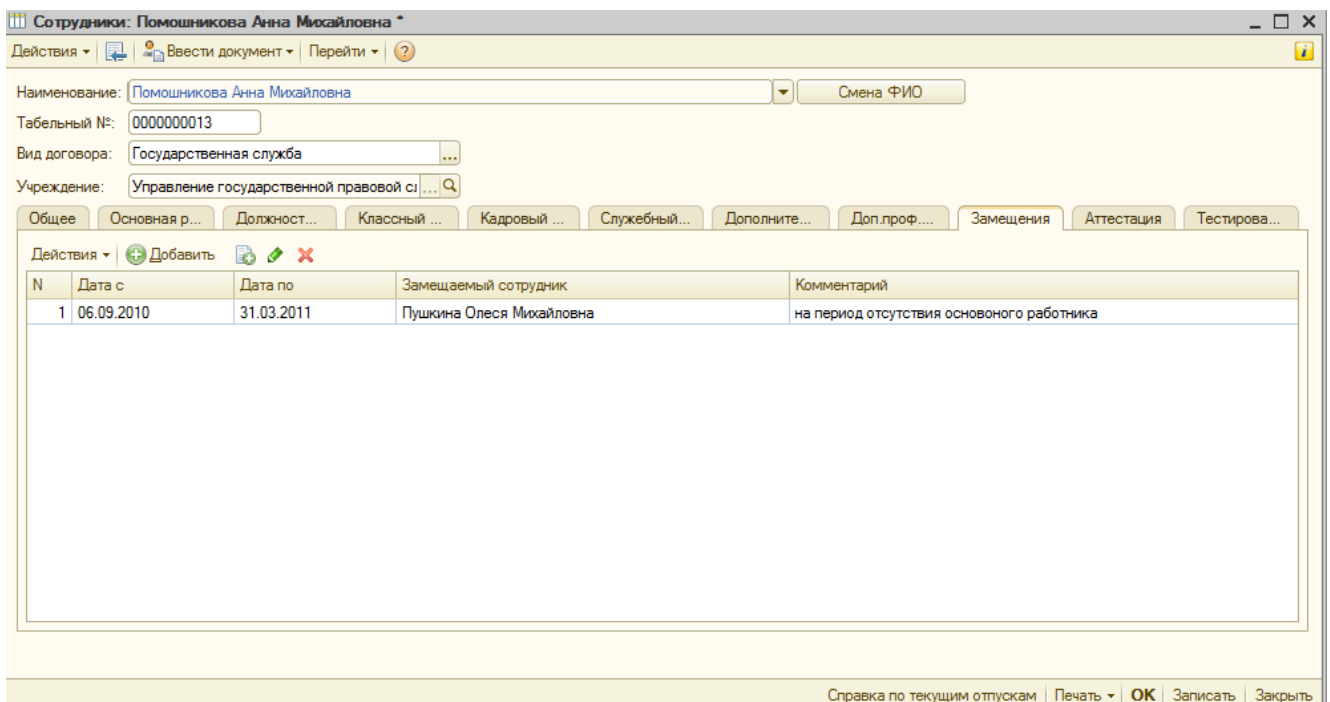 Сотрудники: Помошникова Анна Михайловна *
Действия Ввести документ Перейти ?
Наименование: Помошникова Анна Михайловна Смена ФИО
Табельный №: 0000000013
Вид договора: Государственная служба ...
Учреждение: Управление государственной правовой сл ...
Общее Основная р... Должност... Классный ... Кадровый ... Служебный... Дополните... Доп.проф.... Замещения Аттестация Тестирова...
Действия Добавить
N Дата с Дата по Замещаемый сотрудник Комментарий
1 06.09.2010 31.03.2011 Пушкина Олеся Михайловна на период отсутствия основоного работника
Справка по текущим отпускам Печать OK Записать Закрыть